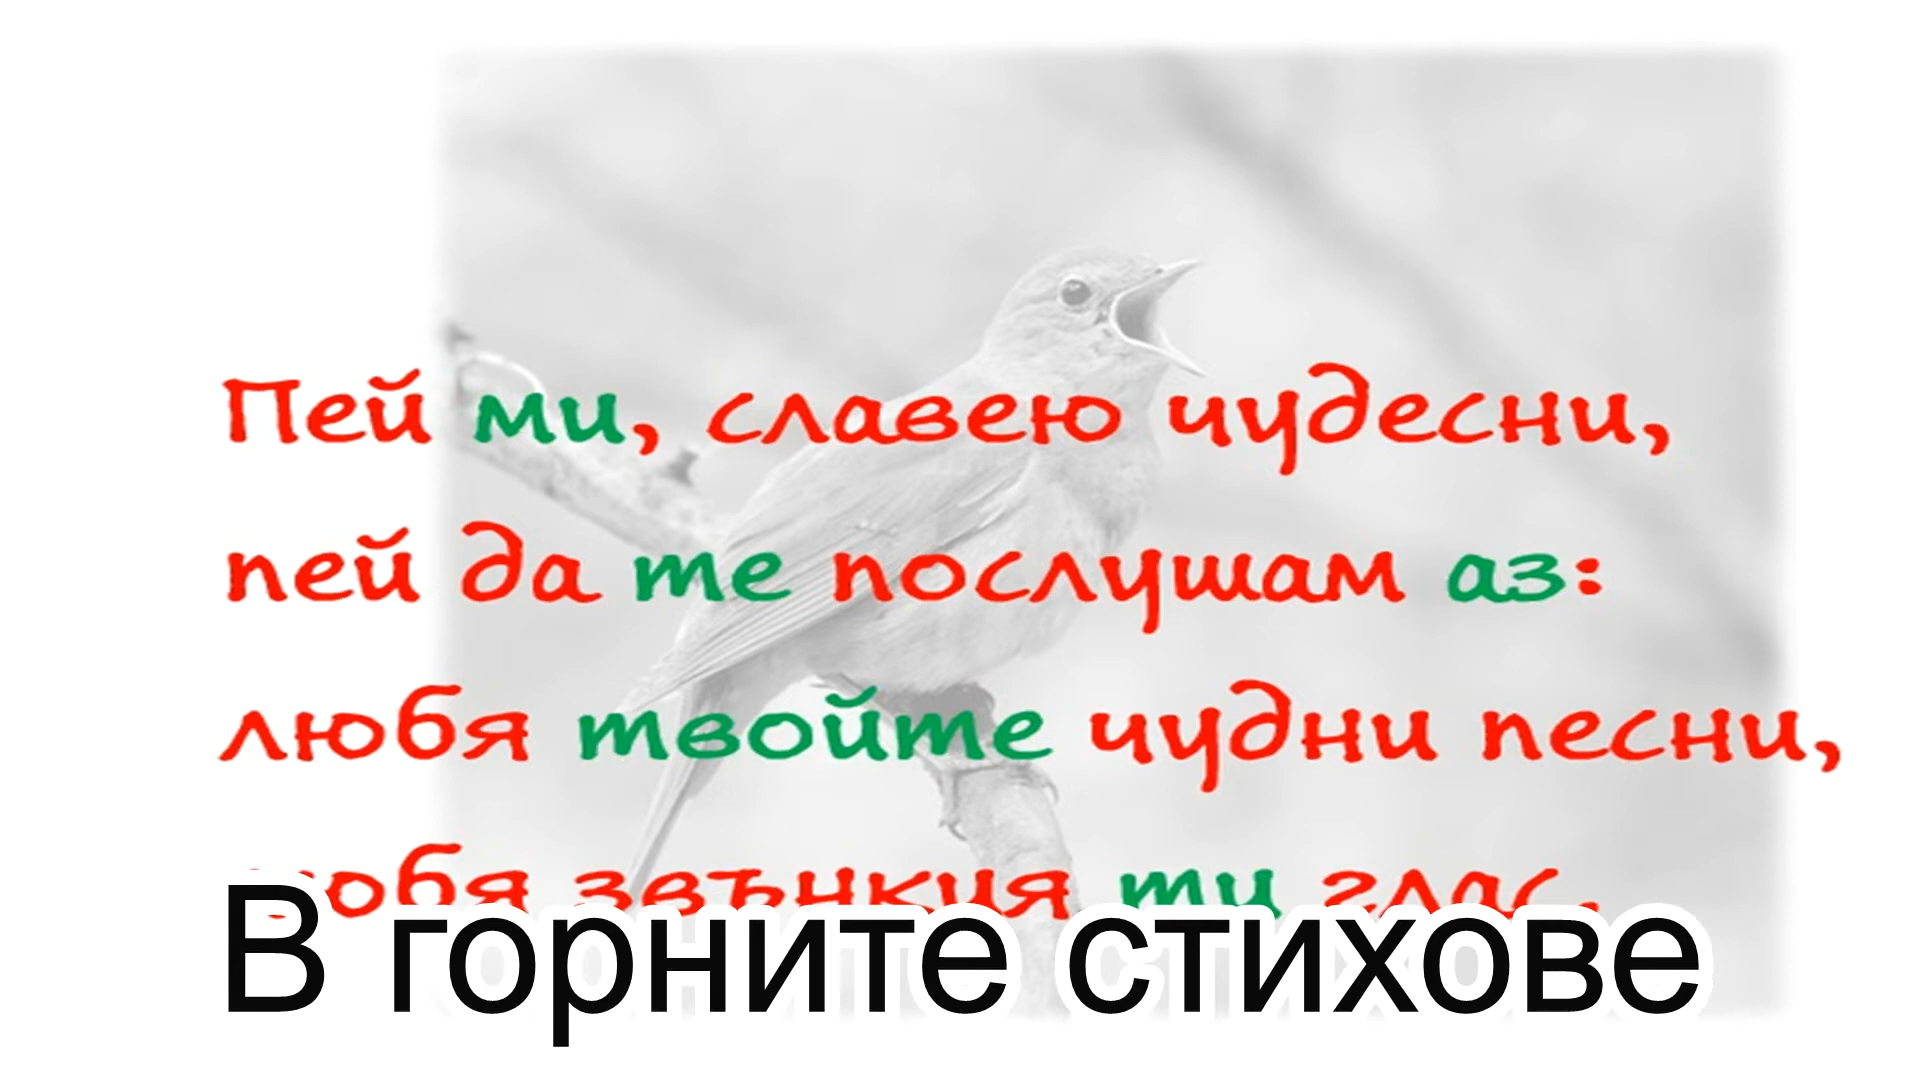 Пей ми, славею чудесни,
пей да те послушам аз:
любя твойте чудни песни,
любя звънкия ти глас.
В горните стихове